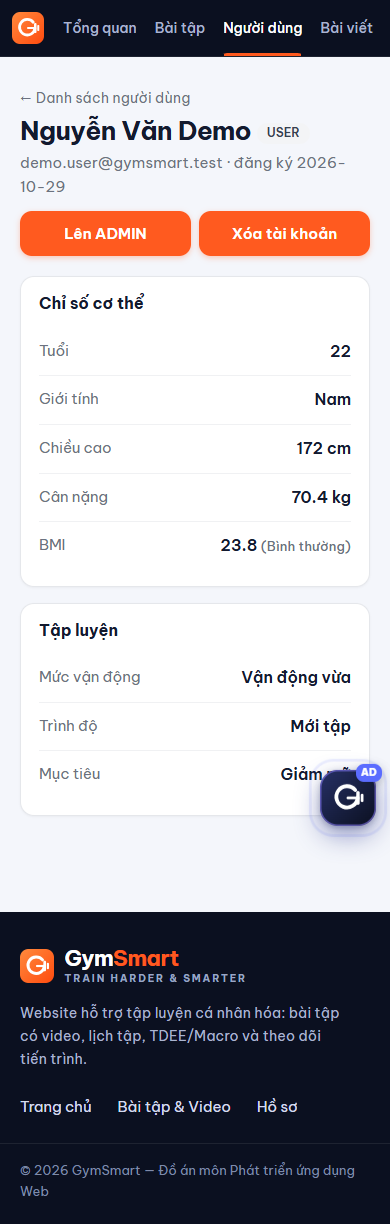 Tổng quan Bài tập Người dùng Bài viết
← Danh sách người dùng
Nguyễn Văn Demo USER
demo.user@gymsmart.test · đăng ký 2026-
10-29
Lên ADMIN Xóa tài khoản
Chỉ số cơ thể
Tuổi 22
Giới tính Nam
Chiều cao 172 cm
Cân nặng 70.4 kg
BMI 23.8 (Bình thường)
Tập luyện
Mức vận động Vận động vừa
Trình độ Mới tập
Mục tiêu Giảm
AD
GymSmart
TRAIN HARDER & SMARTER
Website hỗ trợ tập luyện cá nhân hóa: bài tập
có video, lịch tập, TDEE/Macro và theo dõi
tiến trình.
Trang chủ Bài tập & Video Hồ sơ
© 2026 GymSmart — Đồ án môn Phát triển ứng dụng
Web